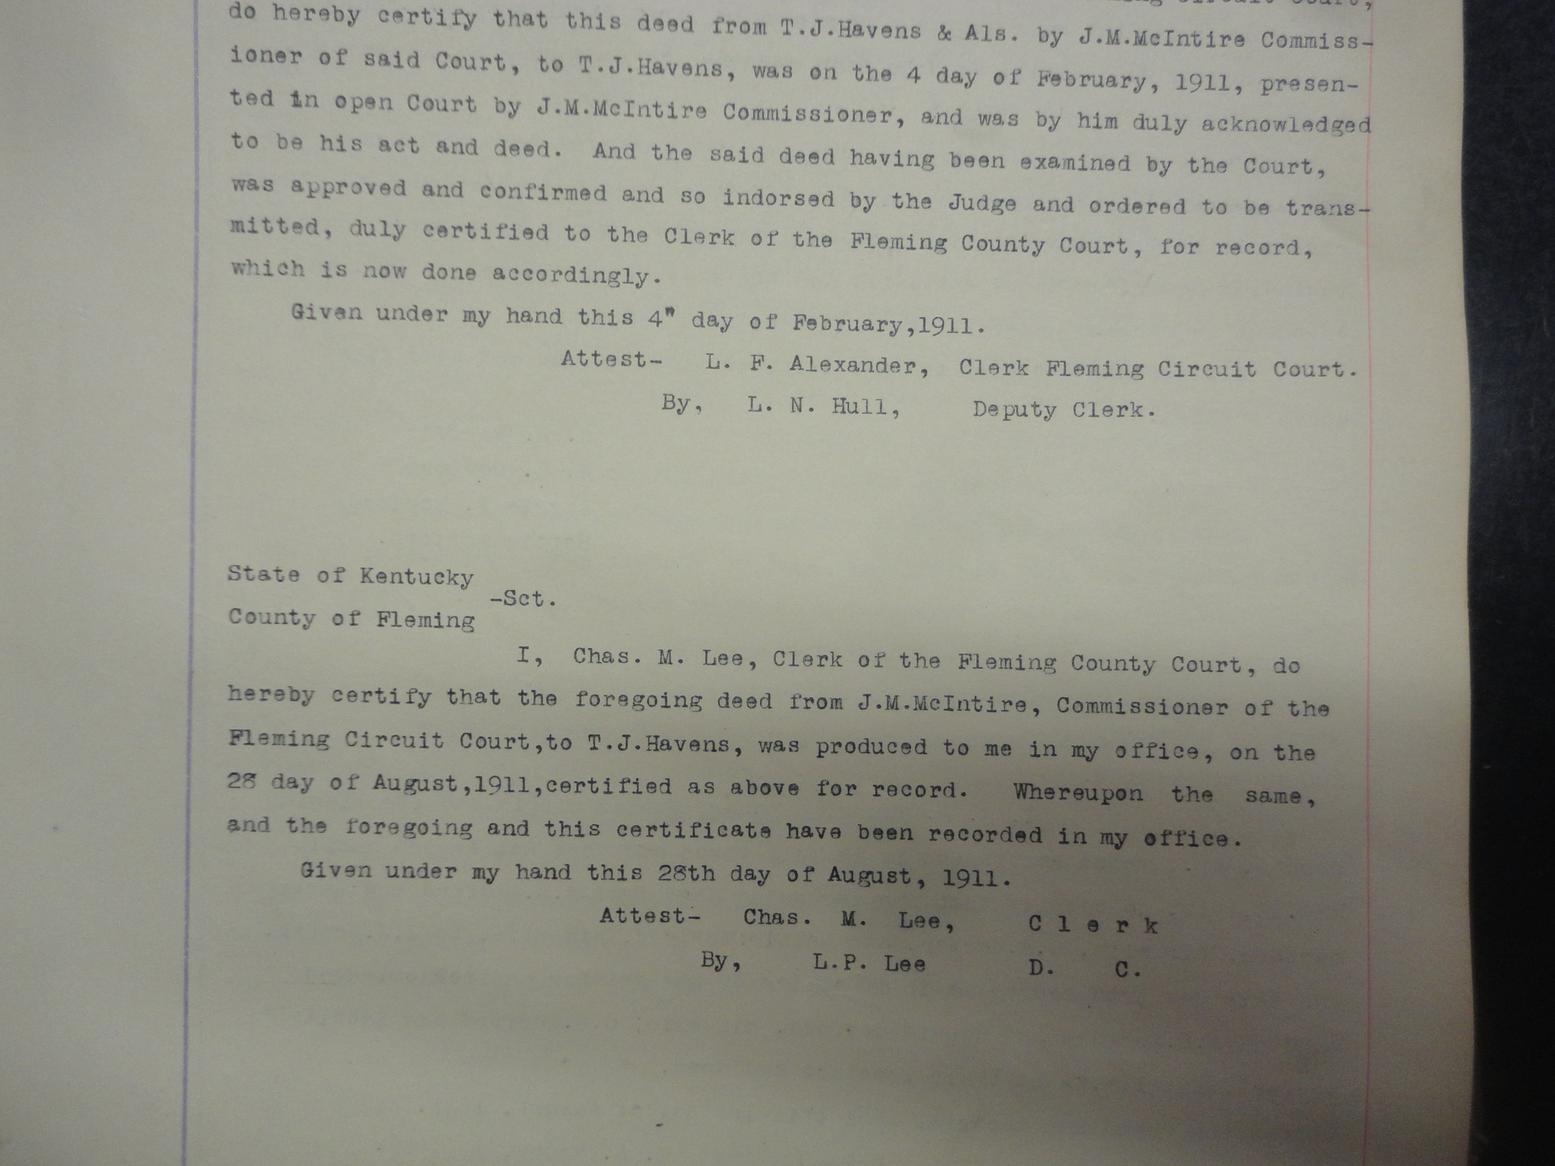 do hereby certify that this deed from T.J.Havens & Als. by J.M.McIntire Commiss-
ioner of said Court, to T.J.Havens, was on the 4 day of February, 1911, presen-
ted in open Court by J.M.McIntire Commissioner, and was by him duly acknowledged
to be his act and deed. And the said deed having been examined by the Court,
was approved and confirmed and so indorsed by the Judge and ordered to be trans-
mitted, duly certified to the Clerk of the Fleming County Court, for record,
which is now done accordingly.
Given under my hand this 4" day of February,1911.
Attest- L. F. Alexander, Clerk Fleming Circuit Court.
By, L. N. Hull, Deputy Clerk.
State of Kentucky
-Sct.
County of Fleming
I, Chas. M. Lee, Clerk of the Fleming County Court, do
hereby certify that the foregoing deed from J.M.McIntire, Commissioner of the
Fleming Circuit Court,to T.J.Havens, was produced to me in my office, on the
28 day of August,1911,certified as above for record. Whereupon the same,
and the foregoing and this certificate have been recorded in my office.
Given under my hand this 28th day of August, 1911.
Attest- Chas. M. Lee, C l e r k
By, L.P. Lee D. C.